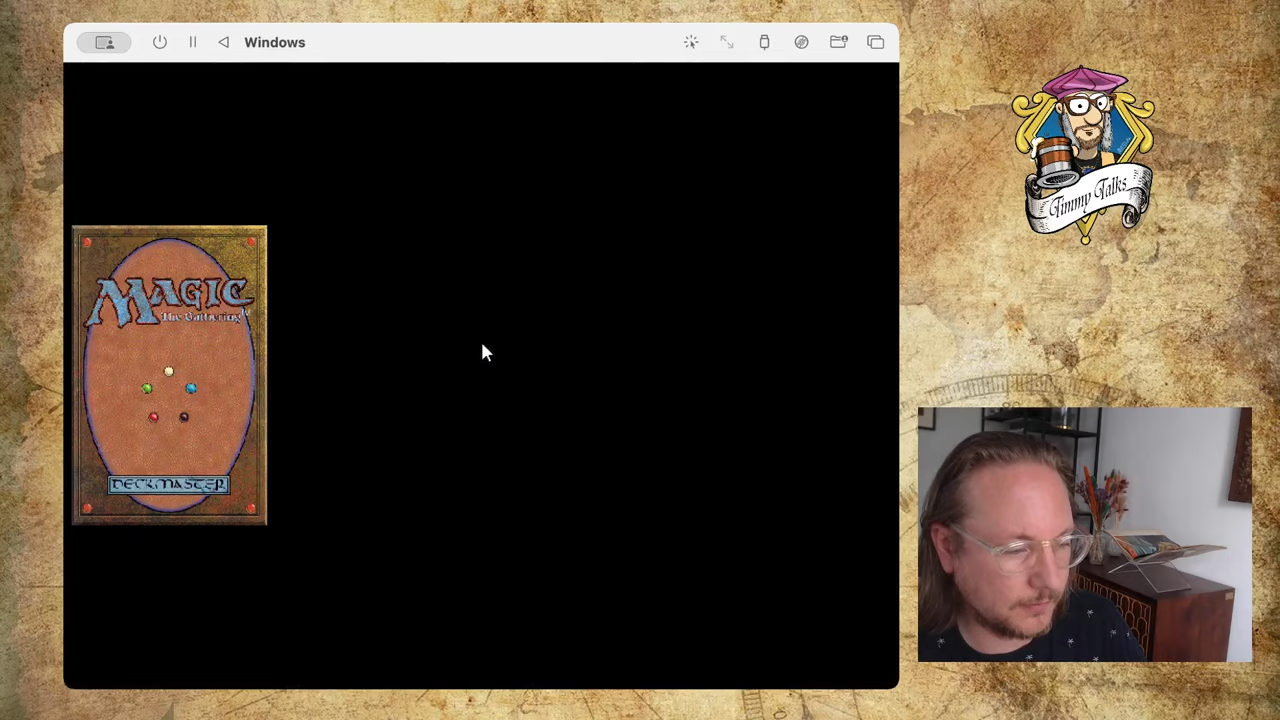 Windows
Timmy Talks
MAGIC
The Gathering
DECKMASTER